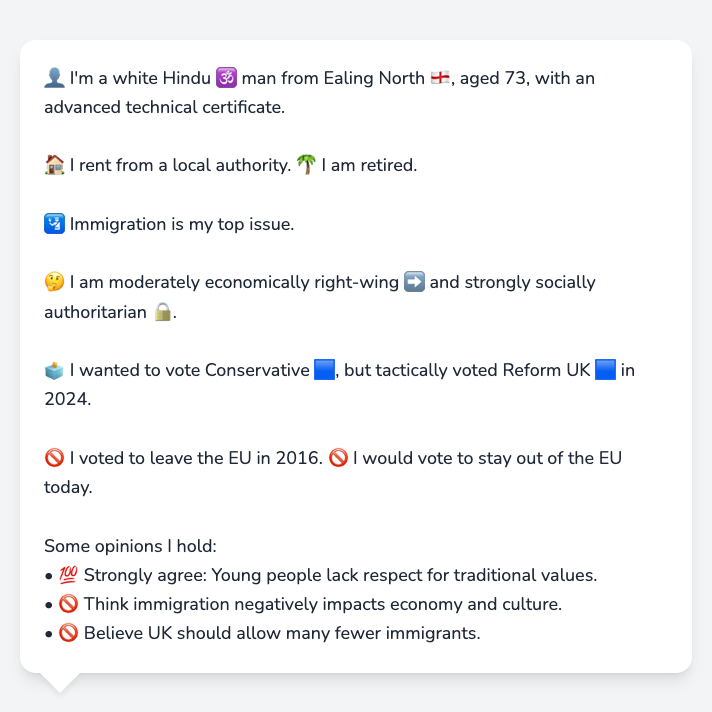 👤 I'm a white Hindu 🕉️ man from Ealing North 🏴󠁧󠁢󠁥󠁮󠁧󠁿, aged 73, with an
advanced technical certificate.
🏠 I rent from a local authority. 🌴 I am retired.
🛂 Immigration is my top issue.
🤔 I am moderately economically right-wing ➡️ and strongly socially
authoritarian 🔒.
🗳️ I wanted to vote Conservative 🟦, but tactically voted Reform UK 🟦 in
2024.
🚫 I voted to leave the EU in 2016. 🚫 I would vote to stay out of the EU
today.
Some opinions I hold:
• 💯 Strongly agree: Young people lack respect for traditional values.
• 🚫 Think immigration negatively impacts economy and culture.
• 🚫 Believe UK should allow many fewer immigrants.